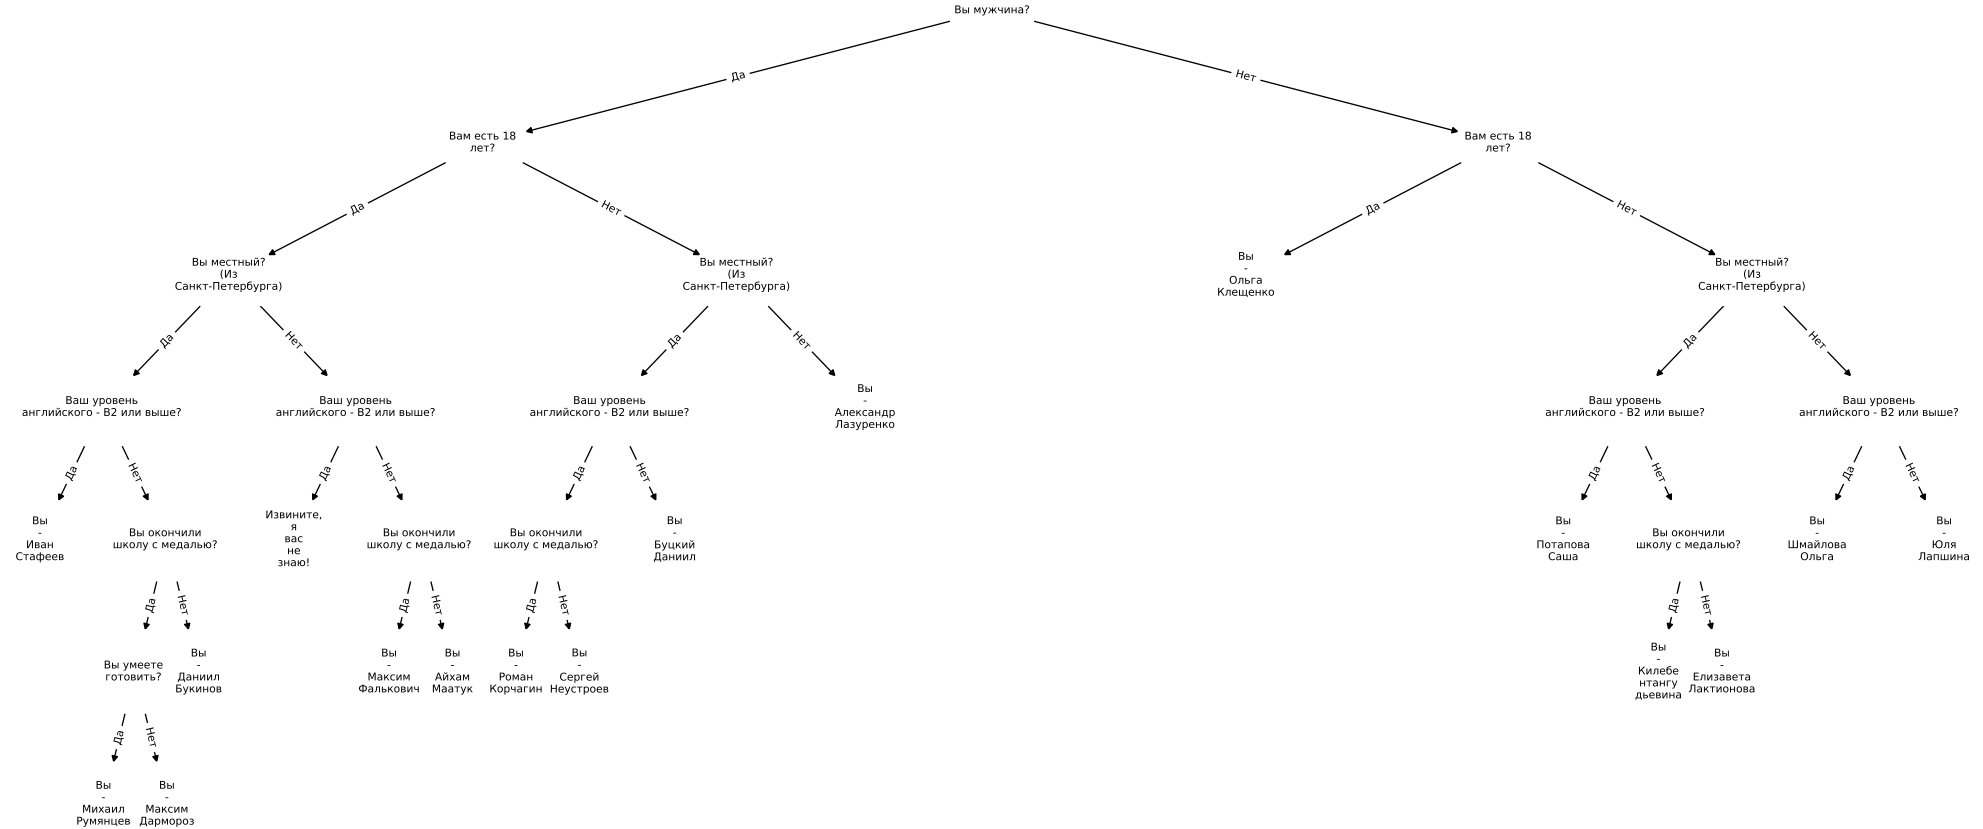 Вы мужчина?
Да
Нет
Вам есть 18
лет?
Вам есть 18
лет?
Да
Нет
Да
Нет
Вы местный?
(Из
Санкт-Петербурга)
Вы местный?
(Из
Санкт-Петербурга)
Вы
-
Ольга
Клещенко
Вы местный?
(Из
Санкт-Петербурга)
Да
Нет
Да
Нет
Да
Нет
Ваш уровень
английского - B2 или выше?
Ваш уровень
английского - B2 или выше?
Ваш уровень
английского - B2 или выше?
Вы
-
Александр
Лазуренко
Ваш уровень
английского - B2 или выше?
Ваш уровень
английского - B2 или выше?
Да
Нет
Да
Нет
Да
Нет
Да
Нет
Да
Нет
Вы
-
Иван
Стафеев
Вы окончили
школу с медалью?
Извините,
я
вас
не
знаю!
Вы окончили
школу с медалью?
Вы окончили
школу с медалью?
Вы
-
Буцкий
Даниил
Вы
-
Потапова
Саша
Вы окончили
школу с медалью?
Вы
-
Шмайлова
Ольга
Вы
-
Юля
Лапшина
Да
Нет
Да
Нет
Да
Нет
Да
Нет
Вы умеете
готовить?
Вы
-
Даниил
Букинов
Вы
-
Максим
Фалькович
Вы
-
Айхам
Маатук
Вы
-
Роман
Корчагин
Вы
-
Сергей
Неустроев
Вы
-
Килебе
нтангу
дьевина
Вы
-
Елизавета
Лактионова
Да
Нет
Вы
-
Михаил
Румянцев
Вы
-
Максим
Дармороз